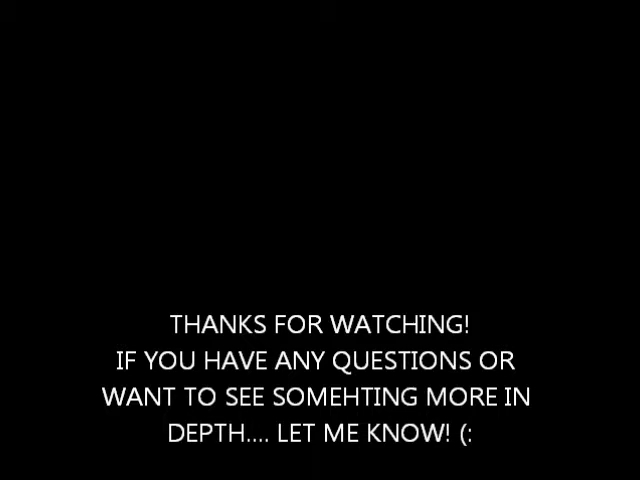 THANKS FOR WATCHING!
IF YOU HAVE ANY QUESTIONS OR
WANT TO SEE SOMEHTING MORE IN
DEPTH.... LET ME KNOW! (: